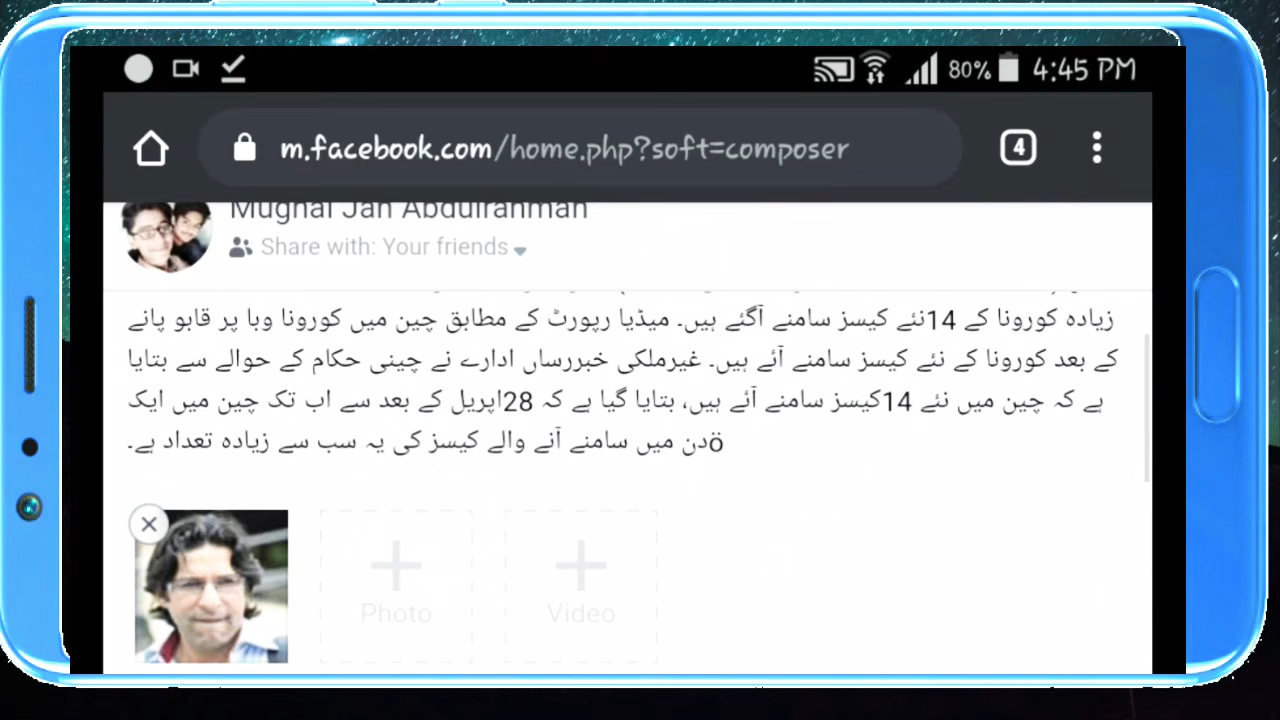 80% 4:45 PM
m.facebook.com/home.php?soft=composer
4
Mughal Jan Abdulrahman
Share with: Your friends
زیادہ کورونا کے 14نئے کیسز سامنے آگئے ہیں۔ میڈیا رپورٹ کے مطابق چین میں کورونا وبا پر قابو پانے
کے بعد کورونا کے نئے کیسز سامنے آئے ہیں۔ غیرملکی خبررساں ادارے نے چینی حکام کے حوالے سے بتایا
ہے کہ چین میں نئے 14کیسز سامنے آئے ہیں، بتایا گیا ہے کہ 28اپریل کے بعد سے اب تک چین میں ایک
öدن میں سامنے آنے والے کیسز کی یہ سب سے زیادہ تعداد ہے۔
Photo
Video